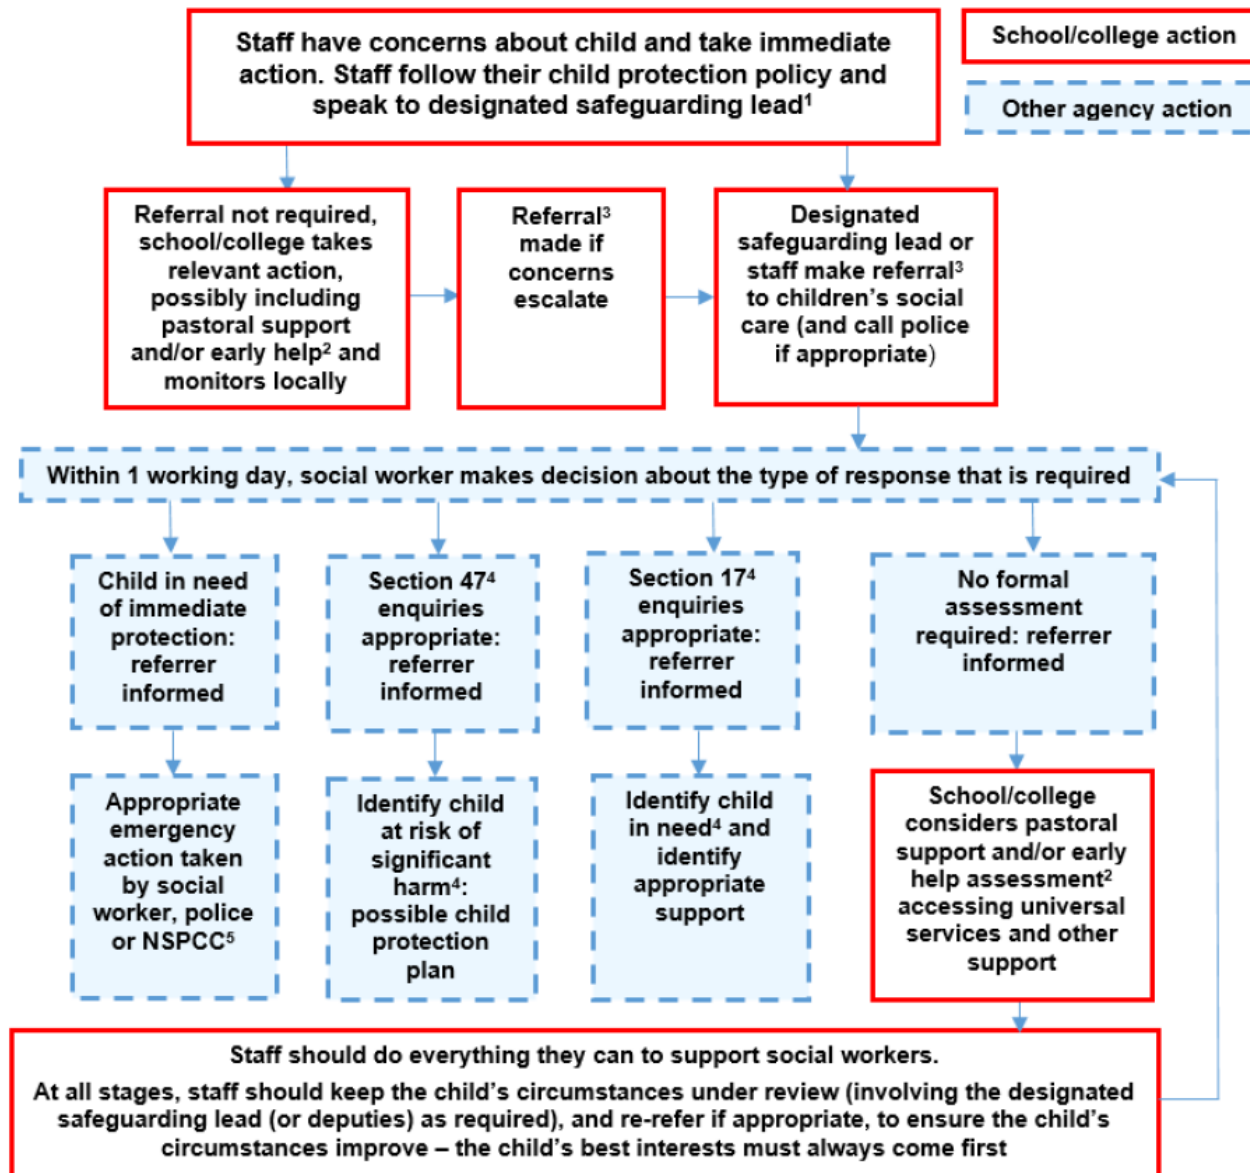 Staff have concerns about child and take immediate
action. Staff follow their child protection policy and
speak to designated safeguarding lead¹
School/college action
Other agency action
Referral not required,
school/college takes
relevant action,
possibly including
pastoral support
and/or early help² and
monitors locally
Referral³
made if
concerns
escalate
Designated
safeguarding lead or
staff make referral³
to children’s social
care (and call police
if appropriate)
Within 1 working day, social worker makes decision about the type of response that is required
Child in need
of immediate
protection:
referrer
informed
Section 47⁴
enquiries
appropriate:
referrer
informed
Section 17⁴
enquiries
appropriate:
referrer
informed
No formal
assessment
required: referrer
informed
Appropriate
emergency
action taken
by social
worker, police
or NSPCC⁵
Identify child
at risk of
significant
harm⁴:
possible child
protection
plan
Identify child
in need⁴ and
identify
appropriate
support
School/college
considers pastoral
support and/or early
help assessment²
accessing universal
services and other
support
Staff should do everything they can to support social workers.
At all stages, staff should keep the child’s circumstances under review (involving the designated
safeguarding lead (or deputies) as required), and re-refer if appropriate, to ensure the child’s
circumstances improve – the child’s best interests must always come first